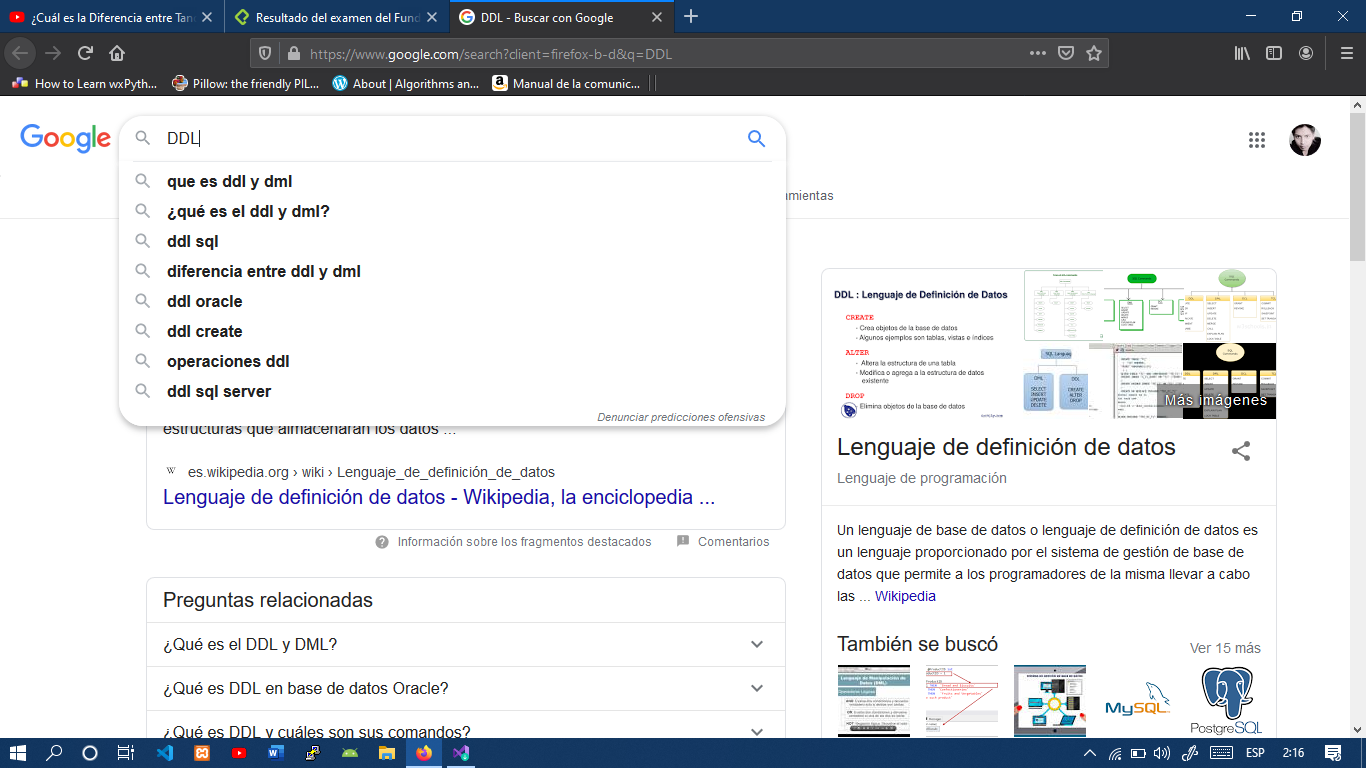 ¿Cuál es la Diferencia entre Tan
Resultado del examen del Fund
DDL - Buscar con Google
https://www.google.com/search?client=firefox-b-d&q=DDL
How to Learn wxPyth...
Pillow: the friendly PIL...
About | Algorithms an...
Manual de la comunic...
Google
DDL
que es ddl y dml
¿qué es el ddl y dml?
ddl sql
diferencia entre ddl y dml
ddl oracle
ddl create
operaciones ddl
ddl sql server
Denunciar predicciones ofensivas
amientas
estructuras que almacenarán los datos ...
es.wikipedia.org › wiki › Lenguaje_de_definición_de_datos
Lenguaje de definición de datos - Wikipedia, la enciclopedia ...
Información sobre los fragmentos destacados
Comentarios
Preguntas relacionadas
¿Qué es el DDL y DML?
¿Qué es DDL en base de datos Oracle?
¿Que es DDL y cuáles son sus comandos?
DDL : Lenguaje de Definición de Datos
CREATE
- Crea objetos de la base de datos
- Algunos ejemplos son tablas, vistas e índices
ALTER
- Altera la estructura de una tabla
- Modifica o agrega a la estructura de datos
existente
DROP
- Elimina objetos de la base de datos
DML
SELECT
INSERT
UPDATE
DELETE
DDL
CREATE
ALTER
DROP
Más imágenes
Lenguaje de definición de datos
Lenguaje de programación
Un lenguaje de base de datos o lenguaje de definición de datos es
un lenguaje proporcionado por el sistema de gestión de base de
datos que permite a los programadores de la misma llevar a cabo
las ... Wikipedia
También se buscó
Ver 15 más
Lenguaje de Manipulación de
Datos (DML):
MySQL
PostgreSQL
ESP
2:16